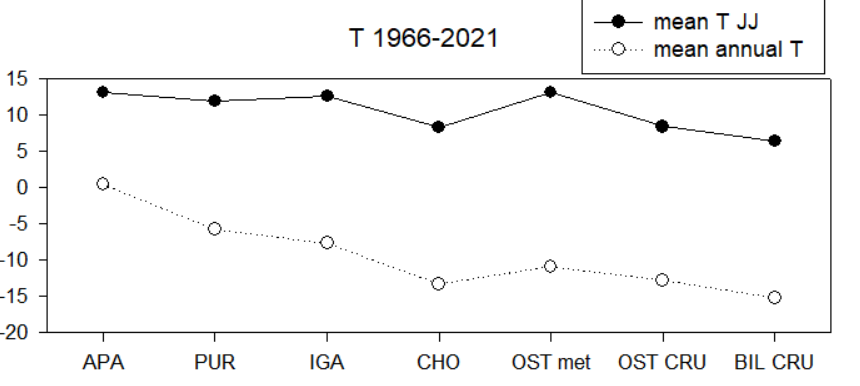 T 1966-2021
mean T JJ
mean annual T
15
10
5
0
-5
-10
-15
-20
APA PUR IGA CHO OST met OST CRU BIL CRU